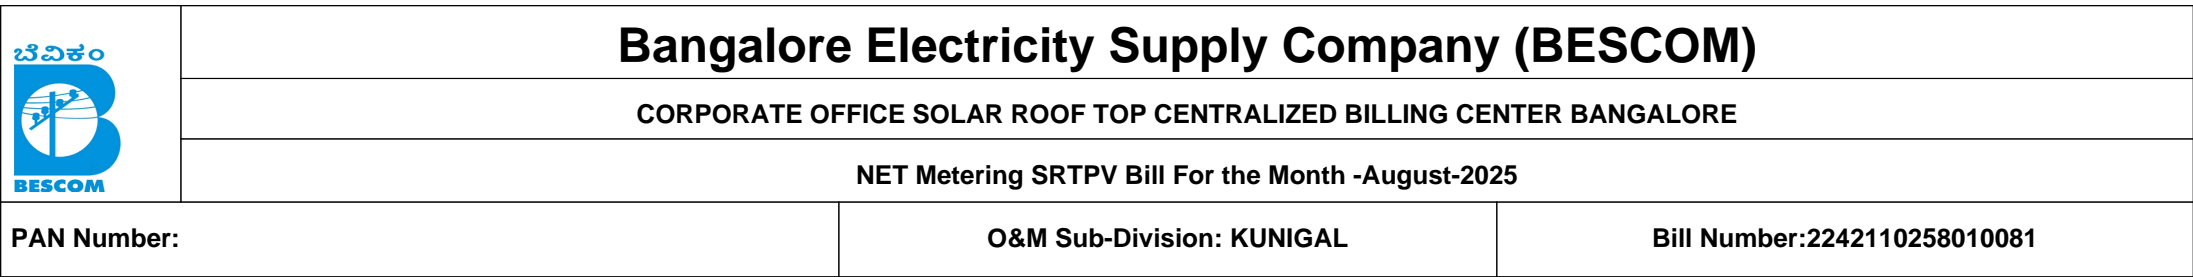 ಬೆವಿಕಂ
BESCOM
Bangalore Electricity Supply Company (BESCOM)
CORPORATE OFFICE SOLAR ROOF TOP CENTRALIZED BILLING CENTER BANGALORE
NET Metering SRTPV Bill For the Month -August-2025
PAN Number:
O&M Sub-Division: KUNIGAL
Bill Number:2242110258010081